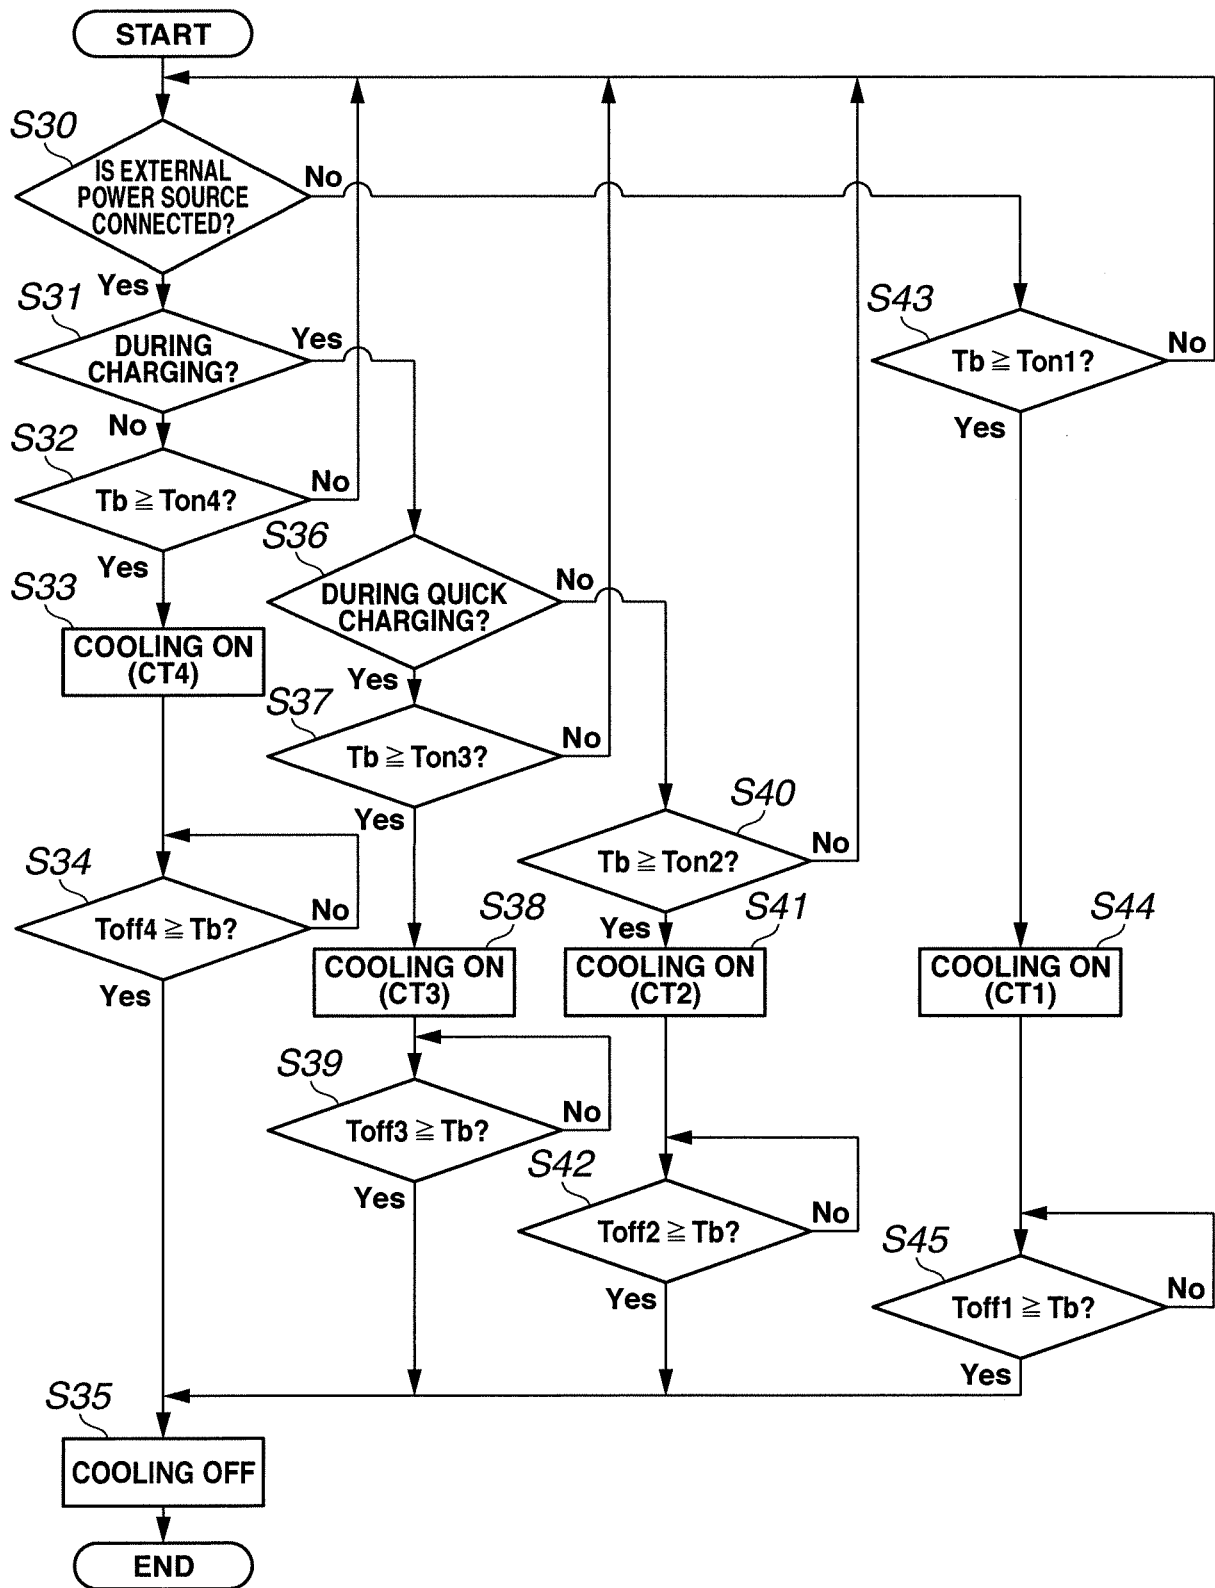 START
S30
IS EXTERNAL
POWER SOURCE
CONNECTED?
No
Yes
S31
DURING
CHARGING?
Yes
No
S32
Tb ≧ Ton4?
No
Yes
S33
COOLING ON
(CT4)
S34
Toff4 ≧ Tb?
No
Yes
S36
DURING QUICK
CHARGING?
No
Yes
S37
Tb ≧ Ton3?
No
Yes
S38
COOLING ON
(CT3)
S39
Toff3 ≧ Tb?
No
Yes
S40
Tb ≧ Ton2?
No
Yes
S41
COOLING ON
(CT2)
S42
Toff2 ≧ Tb?
No
Yes
S43
Tb ≧ Ton1?
No
Yes
S44
COOLING ON
(CT1)
S45
Toff1 ≧ Tb?
No
Yes
S35
COOLING OFF
END